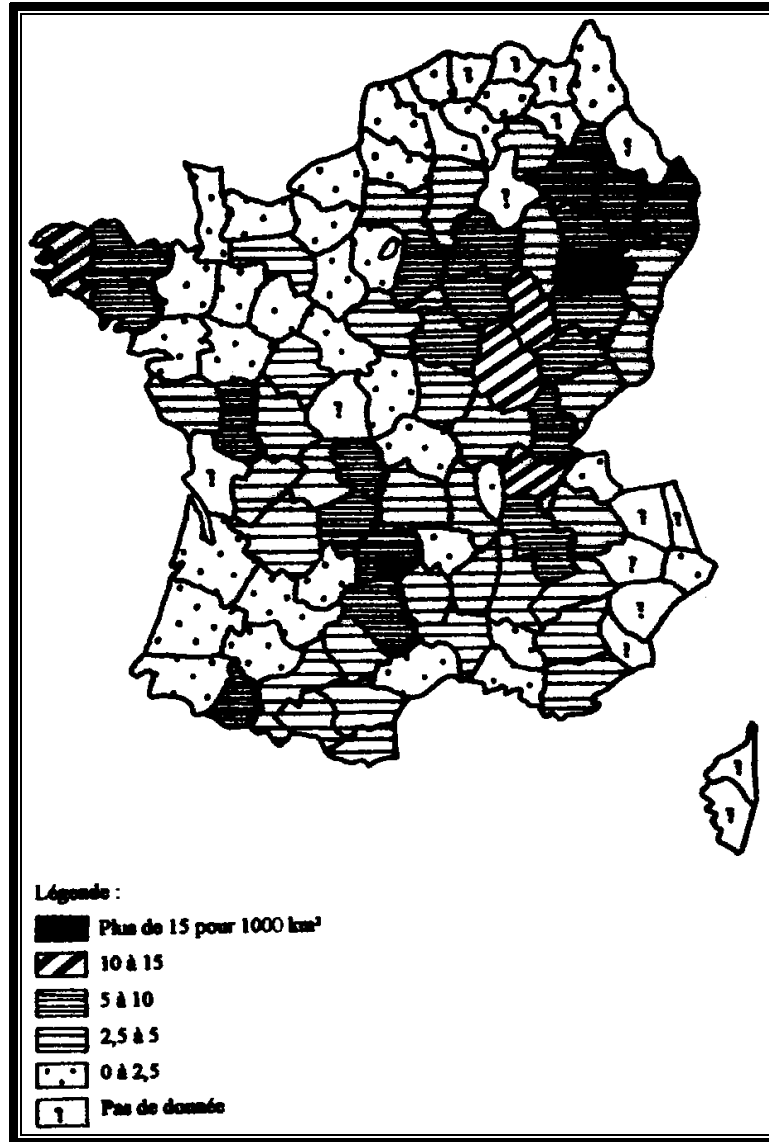 Légende :
Plus de 15 pour 1000 km²
10 à 15
5 à 10
2,5 à 5
0 à 2,5
? Pas de donnée